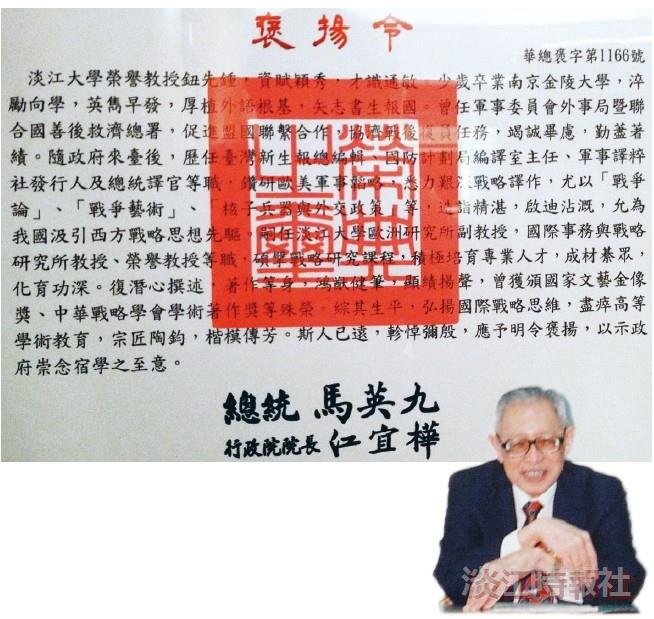 褒揚令
華總褒字第1166號
淡江大學榮譽教授鈕先鍾，資賦穎秀，才識通敏。少歲卒業南京金陵大學，淬
勵向學，英雋早發，厚植外語根基，矢志書生報國。曾任軍事委員會外事局暨聯
合國善後救濟總署，促進盟國聯繫合作，協濟戰後復員任務，竭誠畢慮，勤藎著
績。隨政府來臺後，歷任臺灣新生報總編輯、國防計劃局編譯室主任、軍事譯粹
社發行人及總統譯官等職，鑽研歐美軍事韜略，悉力艱深戰略譯作，尤以「戰爭
論」、「戰爭藝術」、「核子兵器與外交政策」等，造詣精湛，啟迪沾溉，允為
我國汲引西方戰略思想先驅。嗣任淡江大學歐洲研究所副教授，國際事務與戰略
研究所教授、榮譽教授等職，碩擘戰略研究課程，積極培育專業人才，成材綦眾，
化育功深。復潛心撰述，著作等身，鴻猷健筆，顯績揚聲，曾獲頒國家文藝金像
獎、中華戰略學會學術著作獎等殊榮。綜其生平，弘揚國際戰略思維，盡瘁高等
學術教育，宗匠陶鈞，楷模傳芳。斯人已遠，軫悼彌殷，應予明令褒揚，以示政
府崇念宿學之至意。
總統 馬英九
行政院院長 江宜樺
榮典之璽
淡江時報社